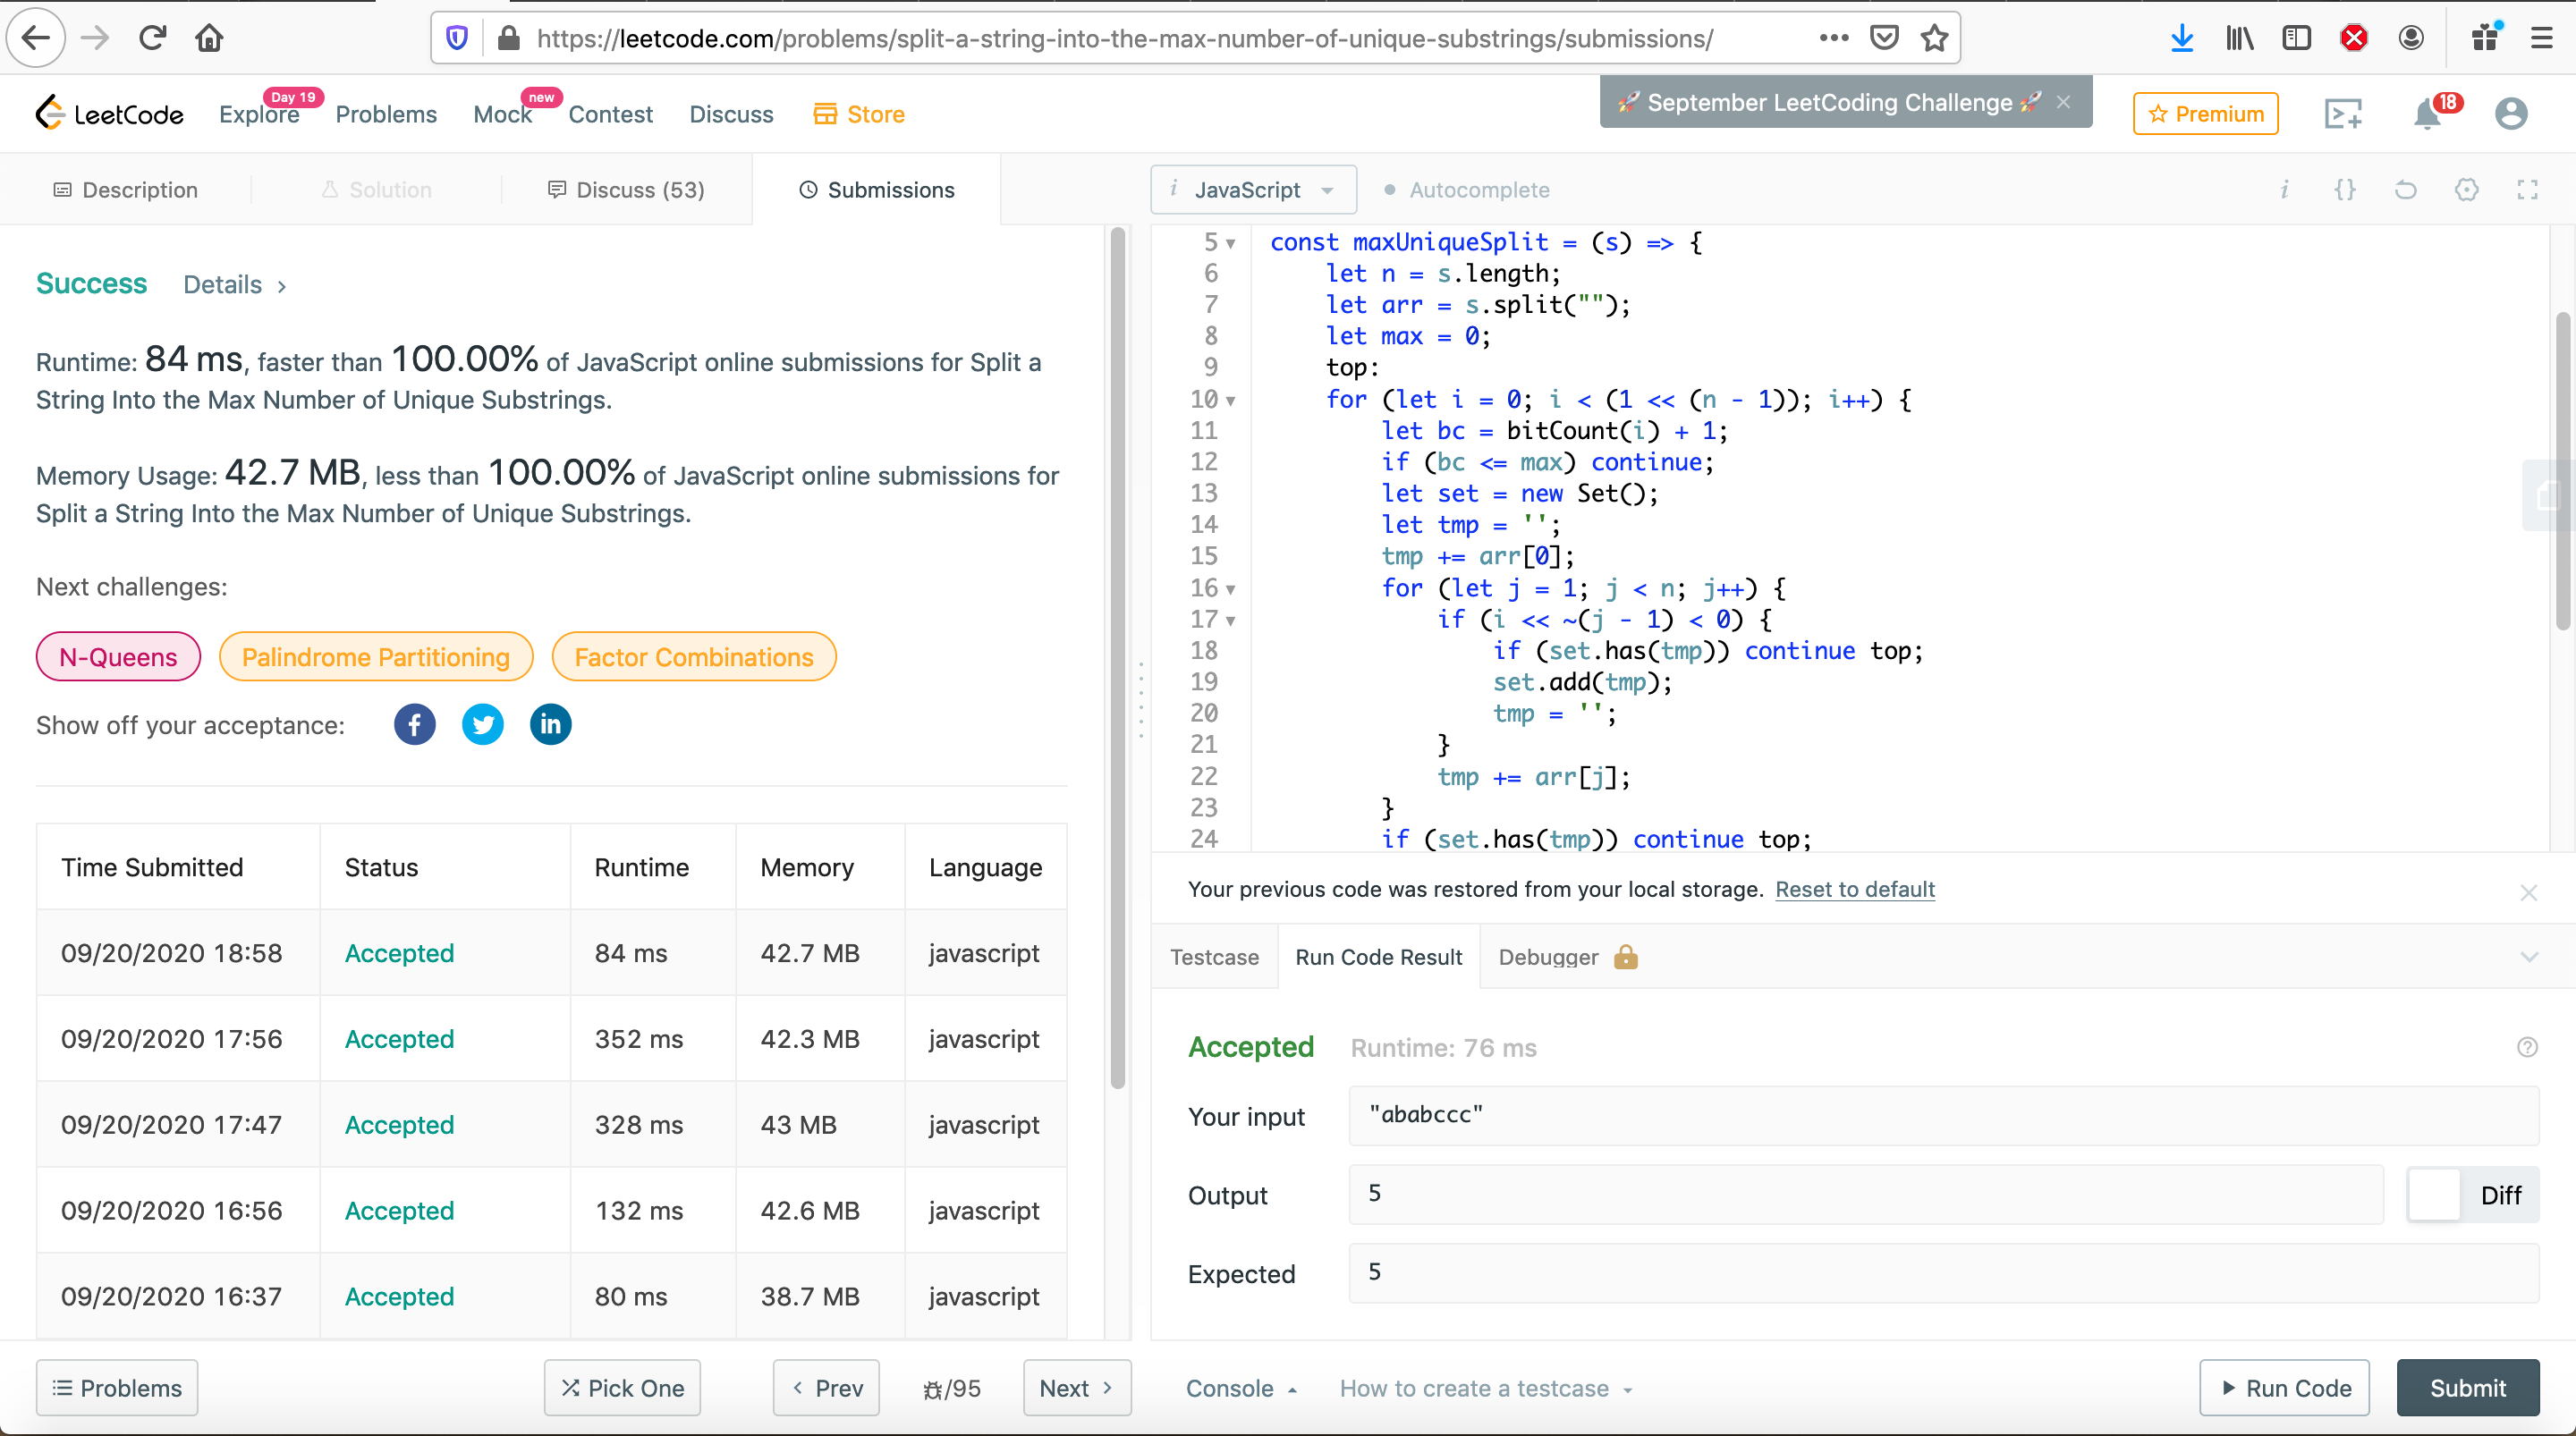 https://leetcode.com/problems/split-a-string-into-the-max-number-of-unique-substrings/submissions/
LeetCode Explore Day 19 Problems Mock new Contest Discuss Store 🚀 September LeetCoding Challenge 🚀 Premium 18
Description Solution Discuss (53) Submissions
i JavaScript Autocomplete i {}
Success Details
Runtime: 84 ms, faster than 100.00% of JavaScript online submissions for Split a
String Into the Max Number of Unique Substrings.
Memory Usage: 42.7 MB, less than 100.00% of JavaScript online submissions for
Split a String Into the Max Number of Unique Substrings.
Next challenges:
N-Queens Palindrome Partitioning Factor Combinations
Show off your acceptance: f in
Time Submitted Status Runtime Memory Language
09/20/2020 18:58 Accepted 84 ms 42.7 MB javascript
09/20/2020 17:56 Accepted 352 ms 42.3 MB javascript
09/20/2020 17:47 Accepted 328 ms 43 MB javascript
09/20/2020 16:56 Accepted 132 ms 42.6 MB javascript
09/20/2020 16:37 Accepted 80 ms 38.7 MB javascript
Problems Pick One Prev /95 Next
5 const maxUniqueSplit = (s) => {
6 let n = s.length;
7 let arr = s.split("");
8 let max = 0;
9 top:
10 for (let i = 0; i < (1 << (n - 1)); i++) {
11 let bc = bitCount(i) + 1;
12 if (bc <= max) continue;
13 let set = new Set();
14 let tmp = '';
15 tmp += arr[0];
16 for (let j = 1; j < n; j++) {
17 if (i << ~(j - 1) < 0) {
18 if (set.has(tmp)) continue top;
19 set.add(tmp);
20 tmp = '';
21 }
22 tmp += arr[j];
23 }
24 if (set.has(tmp)) continue top;
Your previous code was restored from your local storage. Reset to default
Testcase Run Code Result Debugger
Accepted Runtime: 76 ms
Your input "ababccc"
Output 5 Diff
Expected 5
Console How to create a testcase Run Code Submit